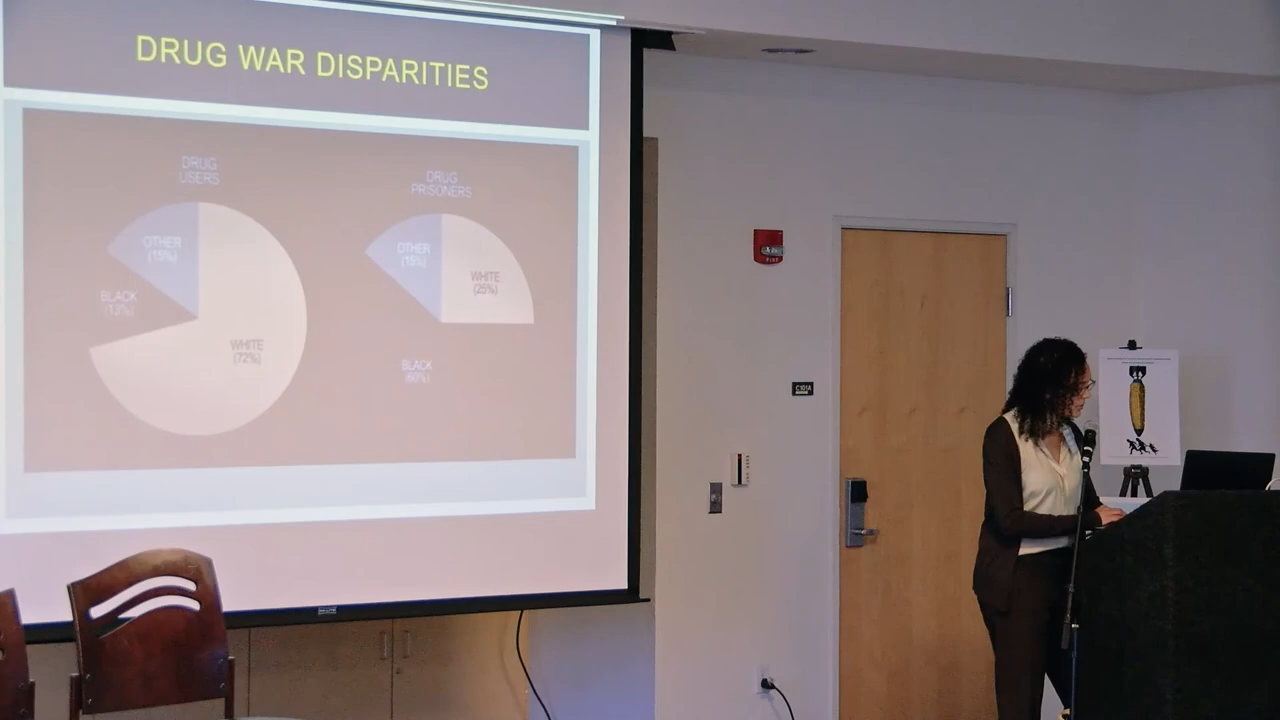 DRUG WAR DISPARITIES
DRUG
USERS
DRUG
PRISONERS
OTHER
(15%)
BLACK
(13%)
WHITE
(72%)
OTHER
(15%)
WHITE
(25%)
BLACK
(60%)
FIRE
C101A